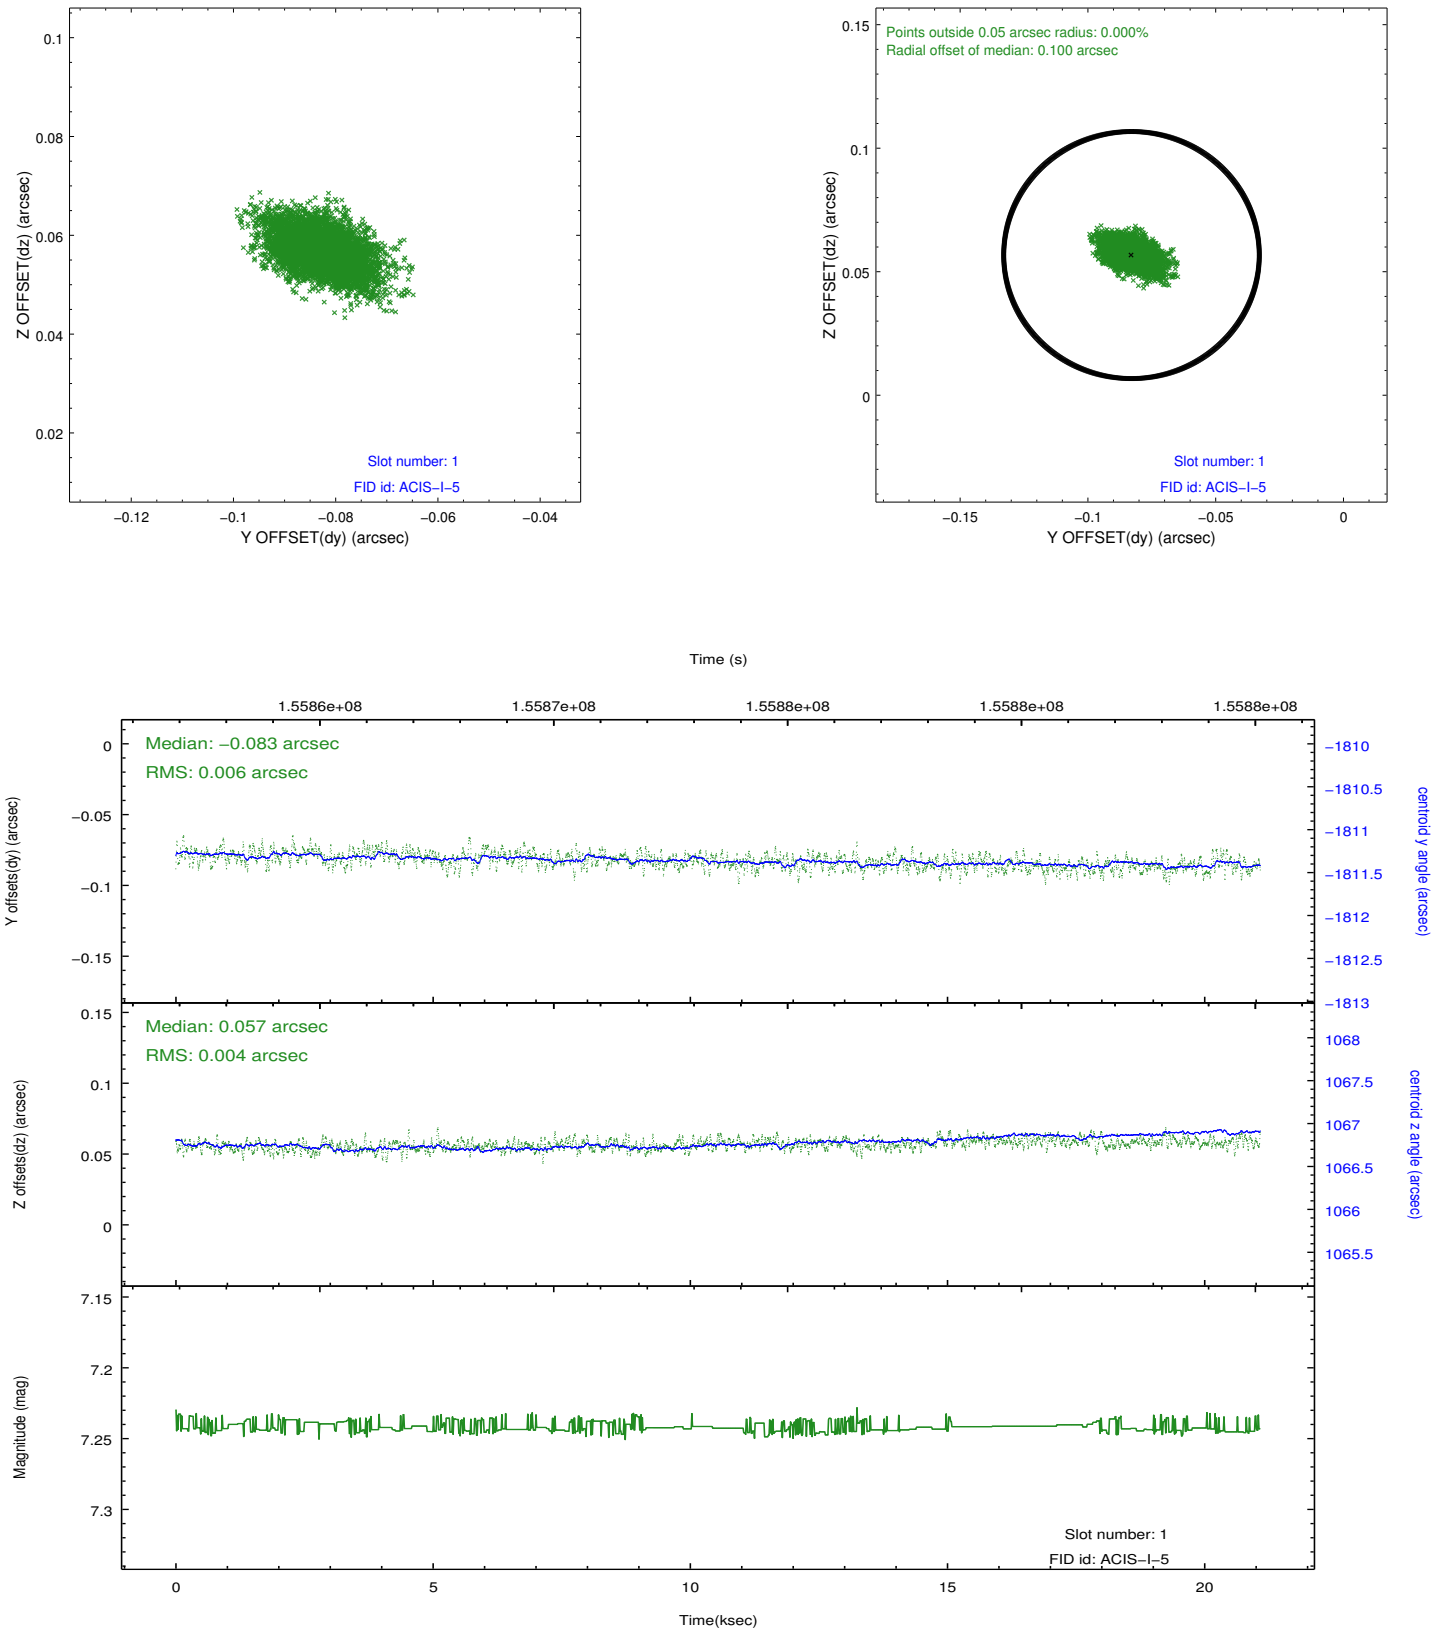 0.1
0.08
0.06
0.04
0.02
Z OFFSET(dz) (arcsec)
Slot number: 1
FID id: ACIS−I−5
−0.12 −0.1 −0.08 −0.06 −0.04
Y OFFSET(dy) (arcsec)
Points outside 0.05 arcsec radius: 0.000%
Radial offset of median: 0.100 arcsec
0.15
0.1
0.05
0
Z OFFSET(dz) (arcsec)
Slot number: 1
FID id: ACIS−I−5
−0.15 −0.1 −0.05 0
Y OFFSET(dy) (arcsec)
Time (s)
1.5586e+08 1.5587e+08 1.5588e+08 1.5588e+08 1.5588e+08
Median: −0.083 arcsec
RMS: 0.006 arcsec
0
−0.05
−0.1
−0.15
Y offsets(dy) (arcsec)
−1810
−1810.5
−1811
−1811.5
−1812
−1812.5
−1813
centroid y angle (arcsec)
Median: 0.057 arcsec
RMS: 0.004 arcsec
0.15
0.1
0.05
0
Z offsets(dz) (arcsec)
1068
1067.5
1067
1066.5
1066
1065.5
centroid z angle (arcsec)
7.15
7.2
7.25
7.3
Magnitude (mag)
Slot number: 1
FID id: ACIS−I−5
0 5 10 15 20
Time(ksec)